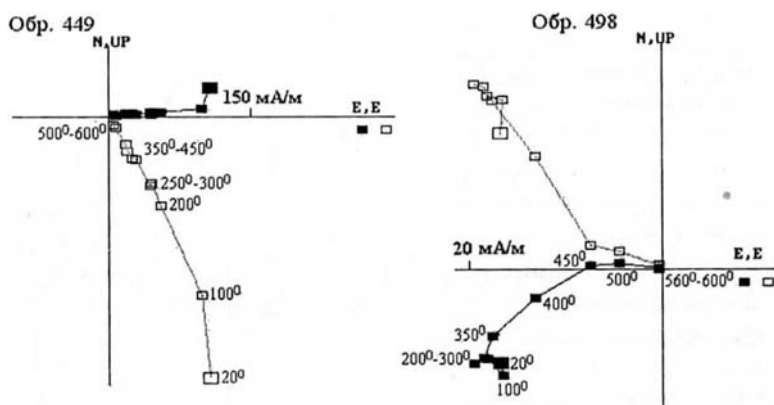 Обр. 449
N,UP
150 мА/м
E,E
500⁰-600⁰
350⁰-450⁰
250⁰-300⁰
200⁰
100⁰
20⁰
Обр. 498
N,UP
20 мА/м
450⁰
E,E
500⁰
560⁰-600⁰
400⁰
350⁰
200⁰-300⁰
20⁰
100⁰